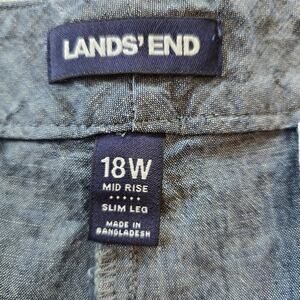 LANDS' END
18W
MID RISE
•••••
SLIM LEG
MADE IN
BANGLADESH